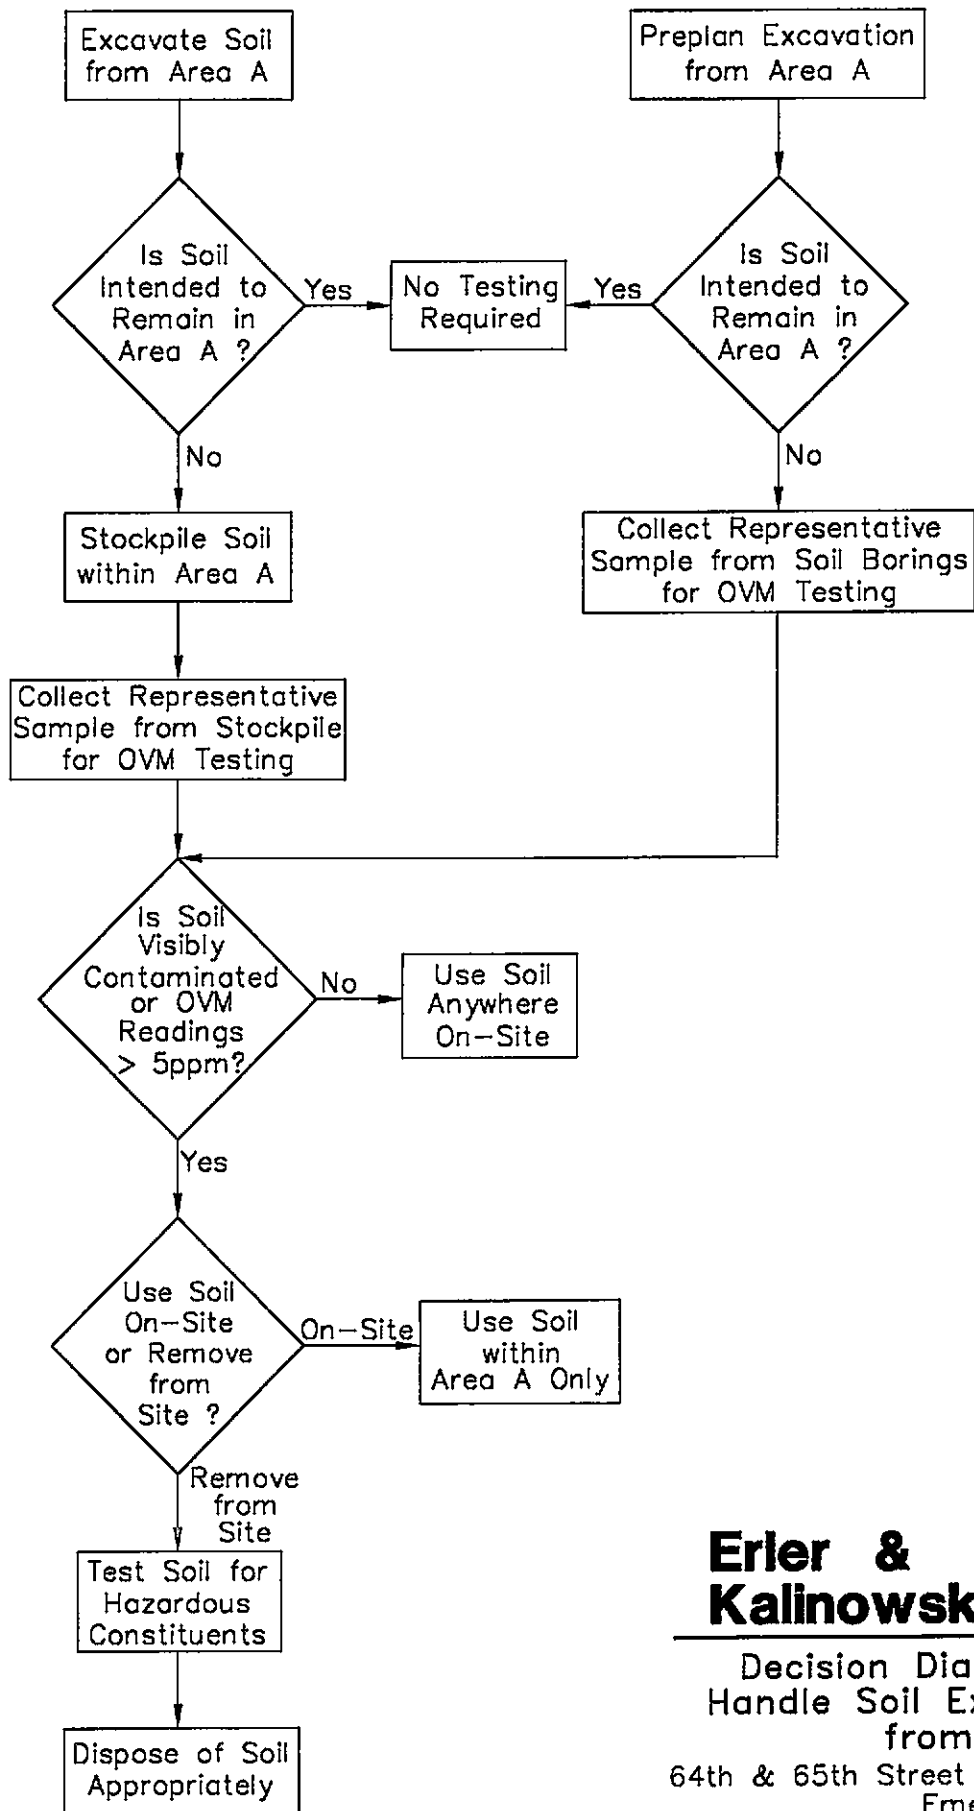 Excavate Soil
from Area A
Preplan Excavation
from Area A
Is Soil
Intended to
Remain in
Area A ?
Yes
No Testing
Required
Yes
Is Soil
Intended to
Remain in
Area A ?
No
No
Stockpile Soil
within Area A
Collect Representative
Sample from Soil Borings
for OVM Testing
Collect Representative
Sample from Stockpile
for OVM Testing
Is Soil
Visibly
Contaminated
or OVM
Readings
> 5ppm?
No
Use Soil
Anywhere
On-Site
Yes
Use Soil
On-Site
or Remove
from
Site ?
On-Site
Use Soil
within
Area A Only
Remove
from
Site
Test Soil for
Hazardous
Constituents
Dispose of Soil
Appropriately
Erler &
Kalinowsk
Decision Dia
Handle Soil Ex
from
64th & 65th Street
Eme